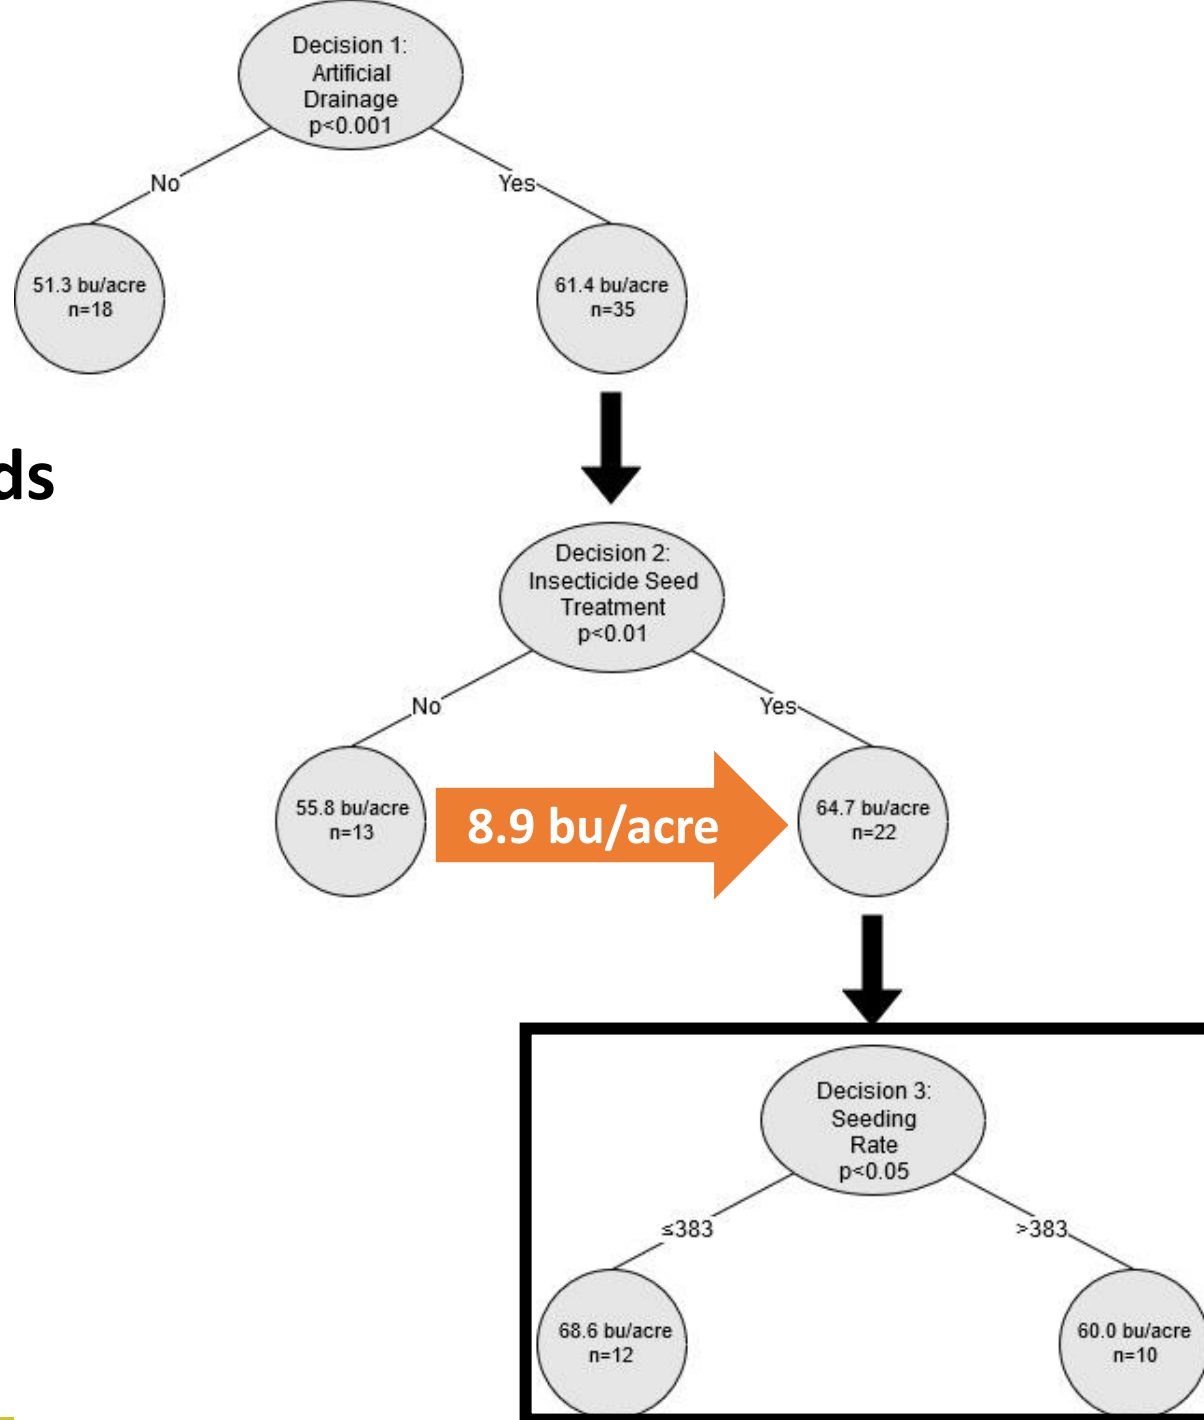 Decision 1:
Artificial
Drainage
p<0.001
No
Yes
51.3 bu/acre
n=18
61.4 bu/acre
n=35
ds
Decision 2:
Insecticide Seed
Treatment
p<0.01
No
Yes
55.8 bu/acre
n=13
8.9 bu/acre
64.7 bu/acre
n=22
Decision 3:
Seeding
Rate
p<0.05
≤383
>383
68.6 bu/acre
n=12
60.0 bu/acre
n=10